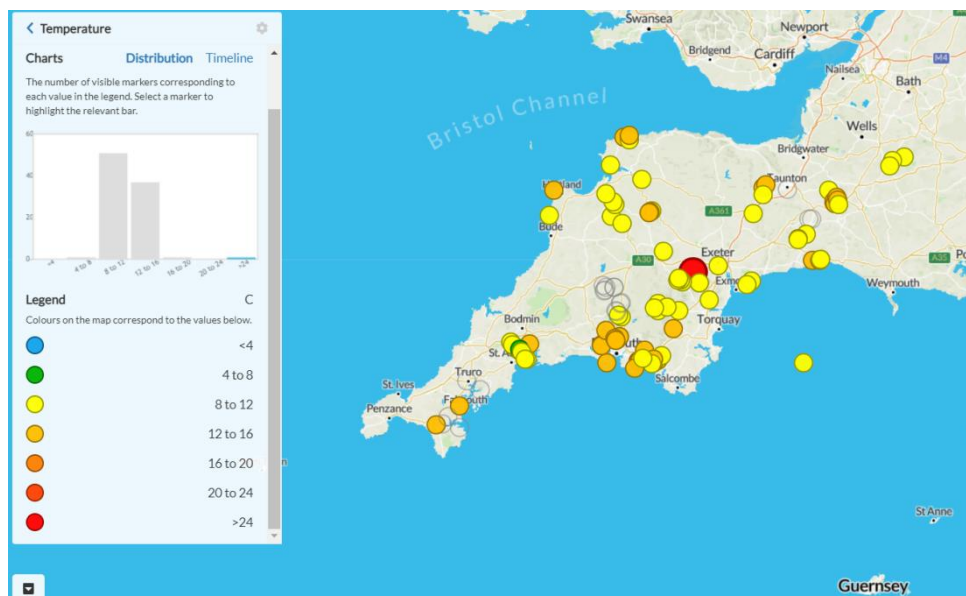 Temperature
Charts
Distribution
Timeline
The number of visible markers corresponding to
each value in the legend. Select a marker to
highlight the relevant bar.
60
40
20
0
<4
4 to 8
8 to 12
12 to 16
16 to 20
20 to 24
>24
Legend
C
Colours on the map correspond to the values below.
<4
4 to 8
8 to 12
12 to 16
16 to 20
20 to 24
>24
Swansea
Newport
Bridgend
Cardiff
M4
Nailsea
Bath
Bristol Channel
Wells
Bridgwater
Taunton
A361
Bude
Exeter
A30
A35
Weymouth
Bodmin
Torquay
Truro
St. Ives
Salcombe
Penzance
St Anne
Guernsey